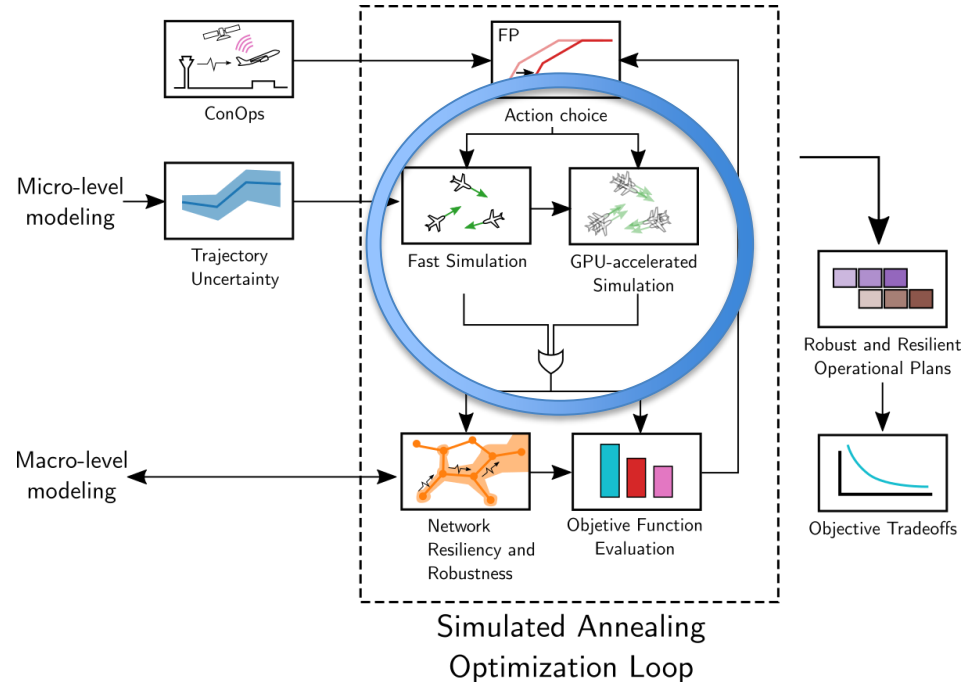 FP
ConOps
Action choice
Micro-level
modeling
Trajectory
Uncertainty
Fast Simulation
GPU-accelerated
Simulation
Robust and Resilient
Operational Plans
Macro-level
modeling
Network
Resiliency and
Robustness
Objetive Function
Evaluation
Objective Tradeoffs
Simulated Annealing
Optimization Loop